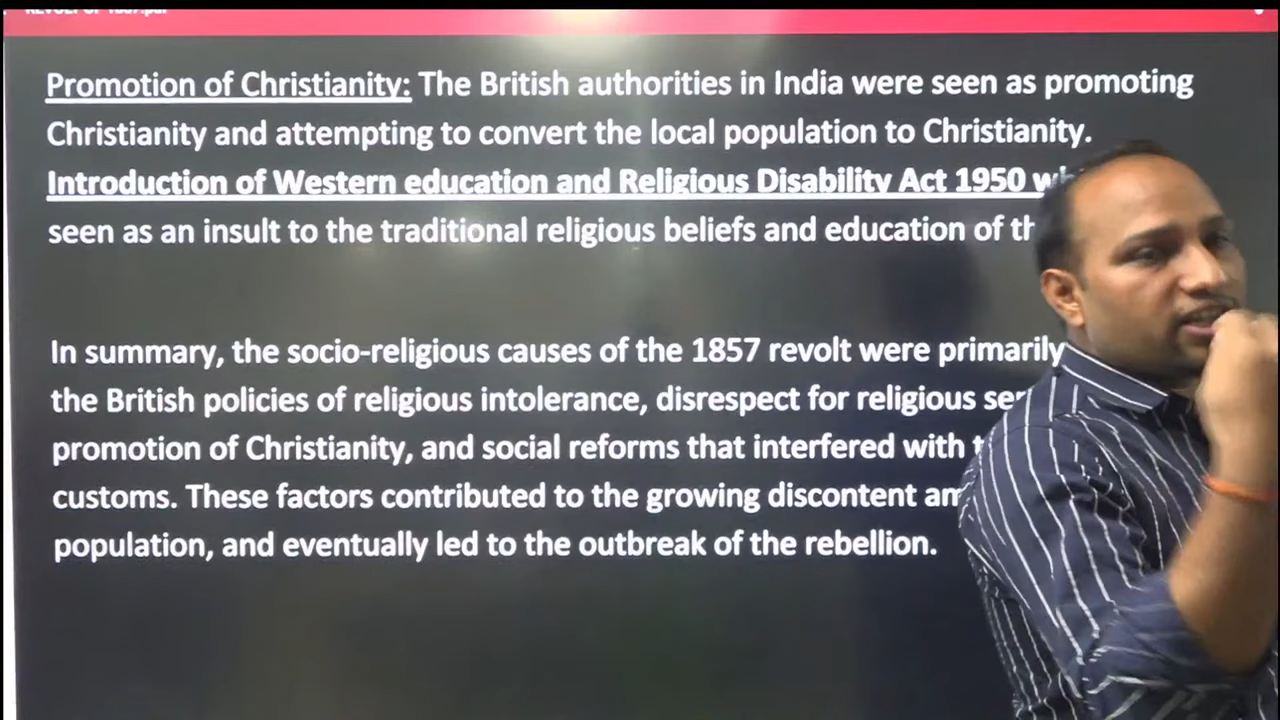 REVOLT OF 1857.pdf
Promotion of Christianity: The British authorities in India were seen as promoting
Christianity and attempting to convert the local population to Christianity.
Introduction of Western education and Religious Disability Act 1950
seen as an insult to the traditional religious beliefs and education of
In summary, the socio-religious causes of the 1857 revolt were primarily
the British policies of religious intolerance, disrespect for religious
promotion of Christianity, and social reforms that interfered with
customs. These factors contributed to the growing discontent
population, and eventually led to the outbreak of the rebellion.